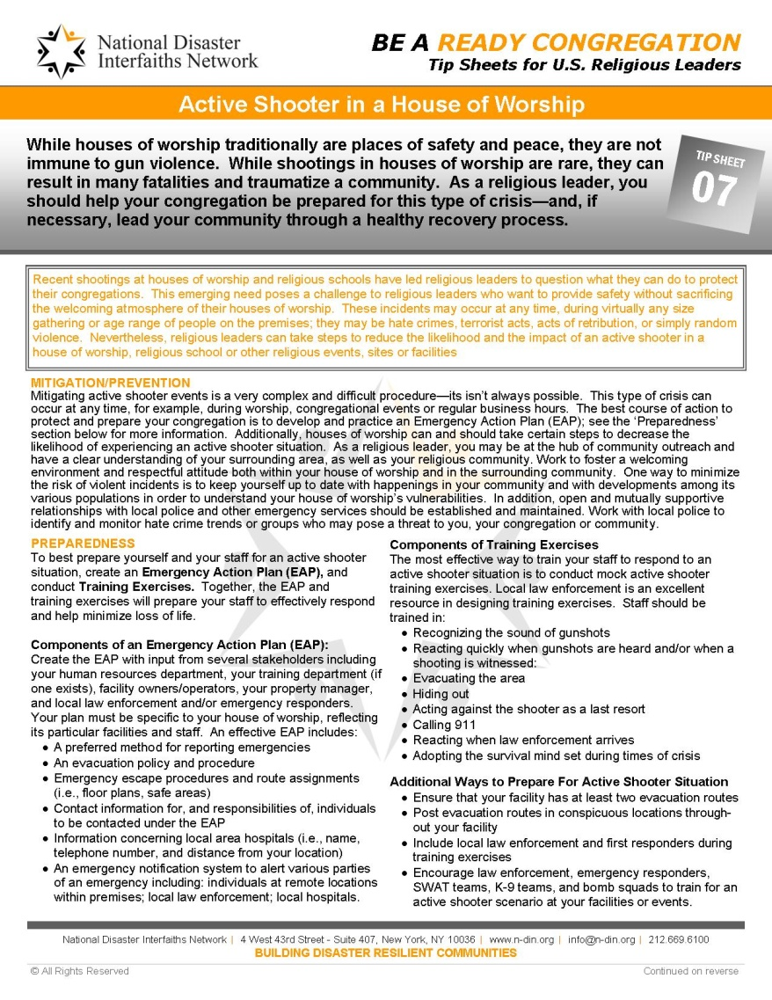 National Disaster
Interfaiths Network
BE A READY CONGREGATION
Tip Sheets for U.S. Religious Leaders
Active Shooter in a House of Worship
While houses of worship traditionally are places of safety and peace, they are not
immune to gun violence.  While shootings in houses of worship are rare, they can
result in many fatalities and traumatize a community.  As a religious leader, you
should help your congregation be prepared for this type of crisis—and, if
necessary, lead your community through a healthy recovery process.
TIP SHEET
07
Recent shootings at houses of worship and religious schools have led religious leaders to question what they can do to protect
their congregations.  This emerging need poses a challenge to religious leaders who want to provide safety without sacrificing
the welcoming atmosphere of their houses of worship.  These incidents may occur at any time, during virtually any size
gathering or age range of people on the premises; they may be hate crimes, terrorist acts, acts of retribution, or simply random
violence.  Nevertheless, religious leaders can take steps to reduce the likelihood and the impact of an active shooter in a
house of worship, religious school or other religious events, sites or facilities
MITIGATION/PREVENTION
Mitigating active shooter events is a very complex and difficult procedure—its isn't always possible.  This type of crisis can
occur at any time, for example, during worship, congregational events or regular business hours.  The best course of action to
protect and prepare your congregation is to develop and practice an Emergency Action Plan (EAP); see the 'Preparedness'
section below for more information.  Additionally, houses of worship can and should take certain steps to decrease the
likelihood of experiencing an active shooter situation.  As a religious leader, you may be at the hub of community outreach and
have a clear understanding of your surrounding area, as well as your religious community. Work to foster a welcoming
environment and respectful attitude both within your house of worship and in the surrounding community.  One way to minimize
the risk of violent incidents is to keep yourself up to date with happenings in your community and with developments among its
various populations in order to understand your house of worship's vulnerabilities.  In addition, open and mutually supportive
relationships with local police and other emergency services should be established and maintained. Work with local police to
identify and monitor hate crime trends or groups who may pose a threat to you, your congregation or community.
PREPAREDNESS
To best prepare yourself and your staff for an active shooter
situation, create an Emergency Action Plan (EAP), and
conduct Training Exercises.  Together, the EAP and
training exercises will prepare your staff to effectively respond
and help minimize loss of life.
Components of an Emergency Action Plan (EAP):
Create the EAP with input from several stakeholders including
your human resources department, your training department (if
one exists), facility owners/operators, your property manager,
and local law enforcement and/or emergency responders.
Your plan must be specific to your house of worship, reflecting
its particular facilities and staff.  An effective EAP includes:
• A preferred method for reporting emergencies
• An evacuation policy and procedure
• Emergency escape procedures and route assignments
(i.e., floor plans, safe areas)
• Contact information for, and responsibilities of, individuals
to be contacted under the EAP
• Information concerning local area hospitals (i.e., name,
telephone number, and distance from your location)
• An emergency notification system to alert various parties
of an emergency including: individuals at remote locations
within premises; local law enforcement; local hospitals.
Components of Training Exercises
The most effective way to train your staff to respond to an
active shooter situation is to conduct mock active shooter
training exercises. Local law enforcement is an excellent
resource in designing training exercises.  Staff should be
trained in:
• Recognizing the sound of gunshots
• Reacting quickly when gunshots are heard and/or when a
shooting is witnessed:
• Evacuating the area
• Hiding out
• Acting against the shooter as a last resort
• Calling 911
• Reacting when law enforcement arrives
• Adopting the survival mind set during times of crisis
Additional Ways to Prepare For Active Shooter Situation
• Ensure that your facility has at least two evacuation routes
• Post evacuation routes in conspicuous locations through-
out your facility
• Include local law enforcement and first responders during
training exercises
• Encourage law enforcement, emergency responders,
SWAT teams, K-9 teams, and bomb squads to train for an
active shooter scenario at your facilities or events.
National Disaster Interfaiths Network | 4 West 43rd Street - Suite 407, New York, NY 10036 | www.n-din.org | info@n-din.org | 212.669.6100
BUILDING DISASTER RESILIENT COMMUNITIES
© All Rights Reserved
Continued on reverse